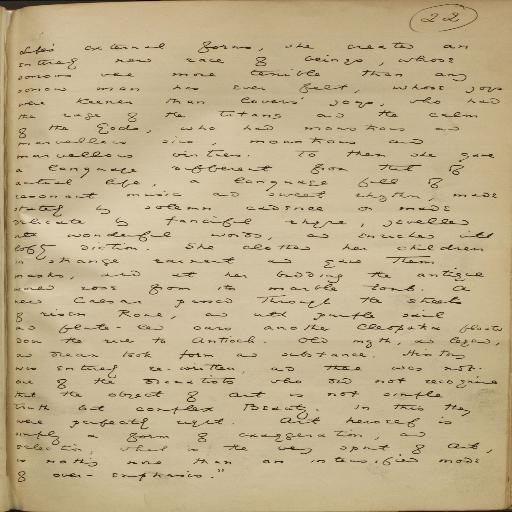 22
life's external forms, she created an
entirely new race of beings, whose
sorrows were more terrible than any
sorrow man has ever felt, whose joys
were keener than lovers' joys, who had
the rage of the Titans and the calm
of the Gods, who had monstrous and
marvellous sins, monstrous and
marvellous virtues. To them she gave
a language different from that of
actual life, a language full of
resonant music and sweet rhythm, made
stately by solemn cadence or made
delicate by fanciful rhyme, jewelled
with wonderful words, and enriched with
lofty diction. She clothed her children
in strange raiment and gave them
masks, and at her bidding the antique
world rose from its marble tomb. A
new Caesar passed through the streets
of risen Rome, and with purple sail
and flute-led oars another Cleopatra floated
down the river to Antioch. Old myth, and legend,
and dream took form and substance. History
was entirely re-written, and there was not
one of the Dramatists who did not recognise
that the object of Art is not simple
truth but complex Beauty. In this they
were perfectly right. Art herself is
simply a form of exaggeration, and
selection, which is the very spirit of Art,
is nothing more than an intensified mode
of over-emphasis."